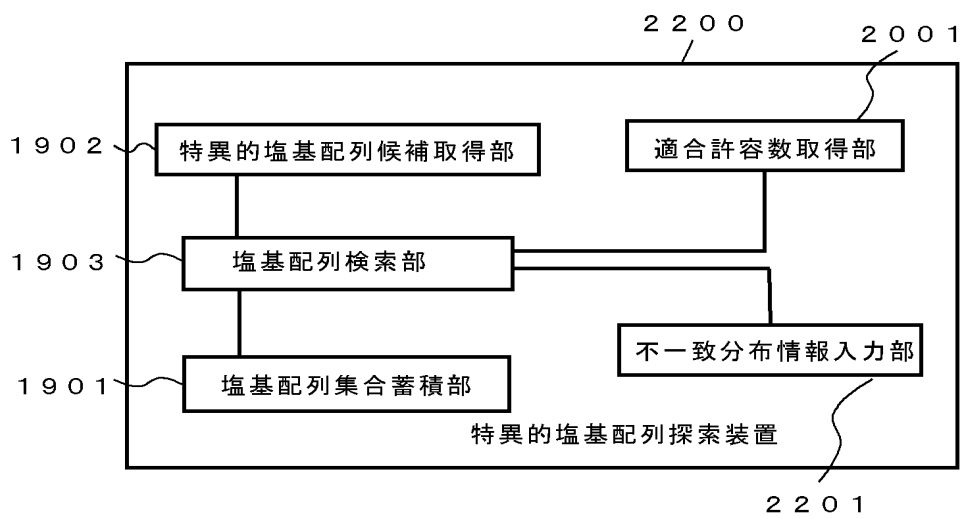 ２２００
２００１
１９０２
特異的塩基配列候補取得部
適合許容数取得部
１９０３
塩基配列検索部
不一致分布情報入力部
１９０１
塩基配列集合蓄積部
特異的塩基配列探索装置
２２０１